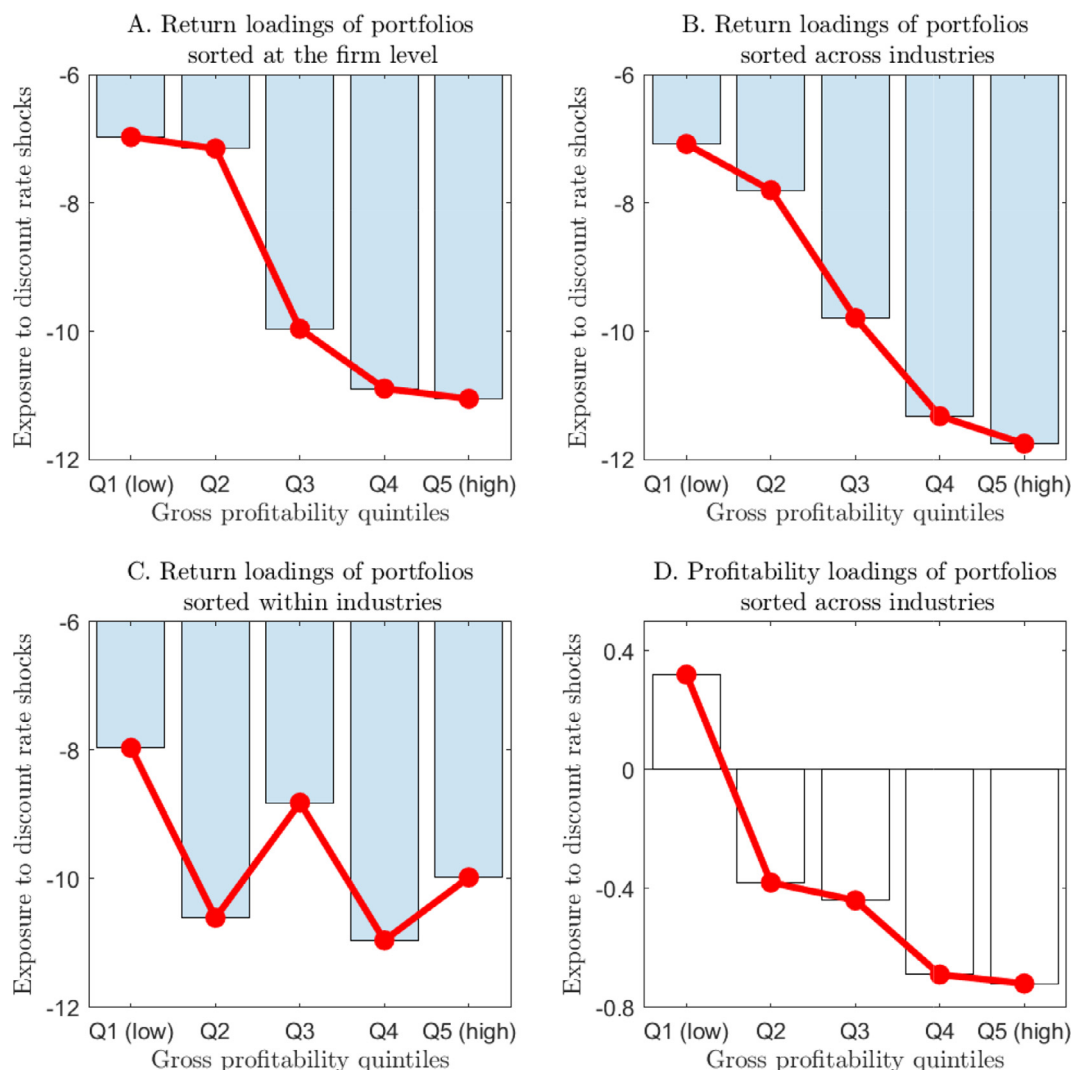 A. Return loadings of portfolios
sorted at the firm level
-6
-8
-10
-12
Exposure to discount rate shocks
Q1 (low) Q2 Q3 Q4 Q5 (high)
Gross profitability quintiles
B. Return loadings of portfolios
sorted across industries
-6
-8
-10
-12
Exposure to discount rate shocks
Q1 (low) Q2 Q3 Q4 Q5 (high)
Gross profitability quintiles
C. Return loadings of portfolios
sorted within industries
-6
-8
-10
-12
Exposure to discount rate shocks
Q1 (low) Q2 Q3 Q4 Q5 (high)
Gross profitability quintiles
D. Profitability loadings of portfolios
sorted across industries
0.4
0
-0.4
-0.8
Exposure to discount rate shocks
Q1 (low) Q2 Q3 Q4 Q5 (high)
Gross profitability quintiles